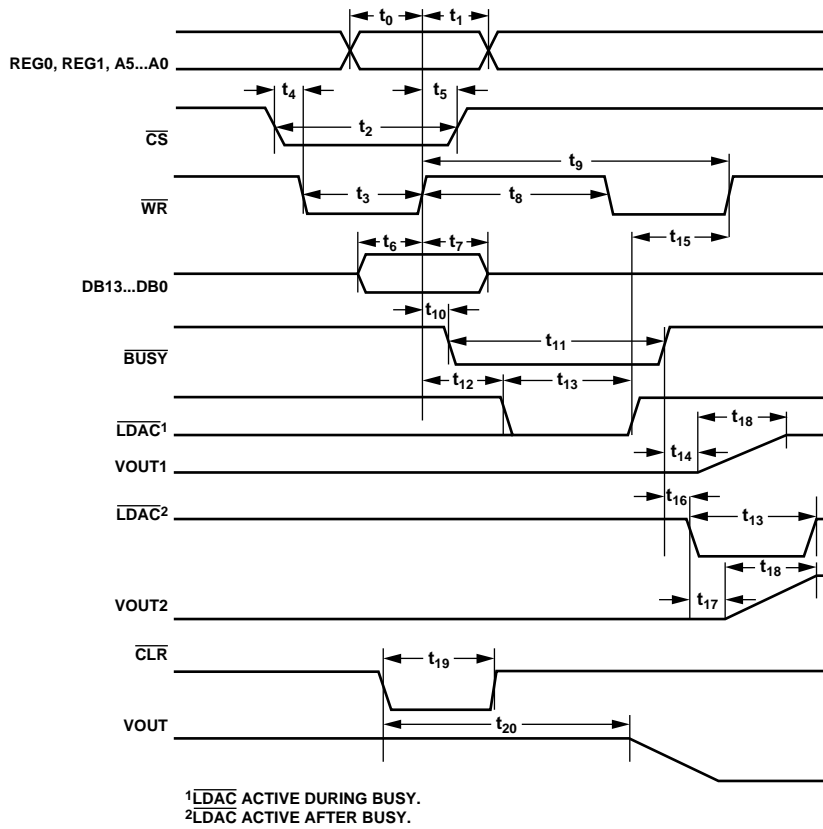 t0 t1
REG0, REG1, A5...A0
t4 t5
t2
CS
t9
t3 t8
WR
t15
t6 t7
DB13...DB0
t10
t11
BUSY
t12 t13
LDAC1
t18
t14
VOUT1
t16
LDAC2
t13
t18
t17
VOUT2
CLR
t19
VOUT
t20
1LDAC ACTIVE DURING BUSY.
2LDAC ACTIVE AFTER BUSY.